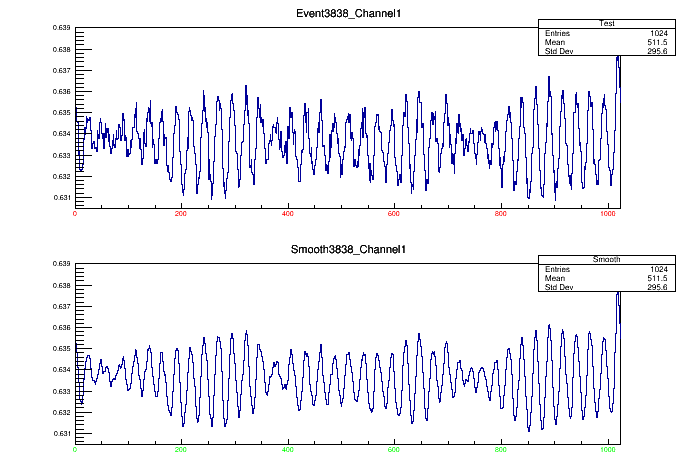 Event3838_Channel1
Test
Entries 1024
Mean 511.5
Std Dev 295.6
0.639
0.638
0.637
0.636
0.635
0.634
0.633
0.632
0.631
0 200 400 600 800 1000
Smooth3838_Channel1
Smooth
Entries 1024
Mean 511.5
Std Dev 295.6
0.639
0.638
0.637
0.636
0.635
0.634
0.633
0.632
0.631
0 200 400 600 800 1000